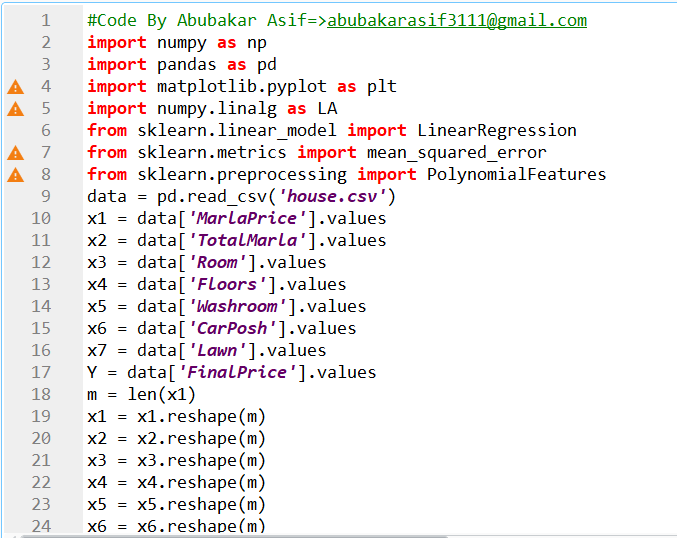 1 #Code By Abubakar Asif=>abubakarasif3111@gmail.com
2 import numpy as np
3 import pandas as pd
4 import matplotlib.pyplot as plt
5 import numpy.linalg as LA
6 from sklearn.linear_model import LinearRegression
7 from sklearn.metrics import mean_squared_error
8 from sklearn.preprocessing import PolynomialFeatures
9 data = pd.read_csv('house.csv')
10 x1 = data['MarlaPrice'].values
11 x2 = data['TotalMarla'].values
12 x3 = data['Room'].values
13 x4 = data['Floors'].values
14 x5 = data['Washroom'].values
15 x6 = data['CarPosh'].values
16 x7 = data['Lawn'].values
17 Y = data['FinalPrice'].values
18 m = len(x1)
19 x1 = x1.reshape(m)
20 x2 = x2.reshape(m)
21 x3 = x3.reshape(m)
22 x4 = x4.reshape(m)
23 x5 = x5.reshape(m)
24 x6 = x6.reshape(m)